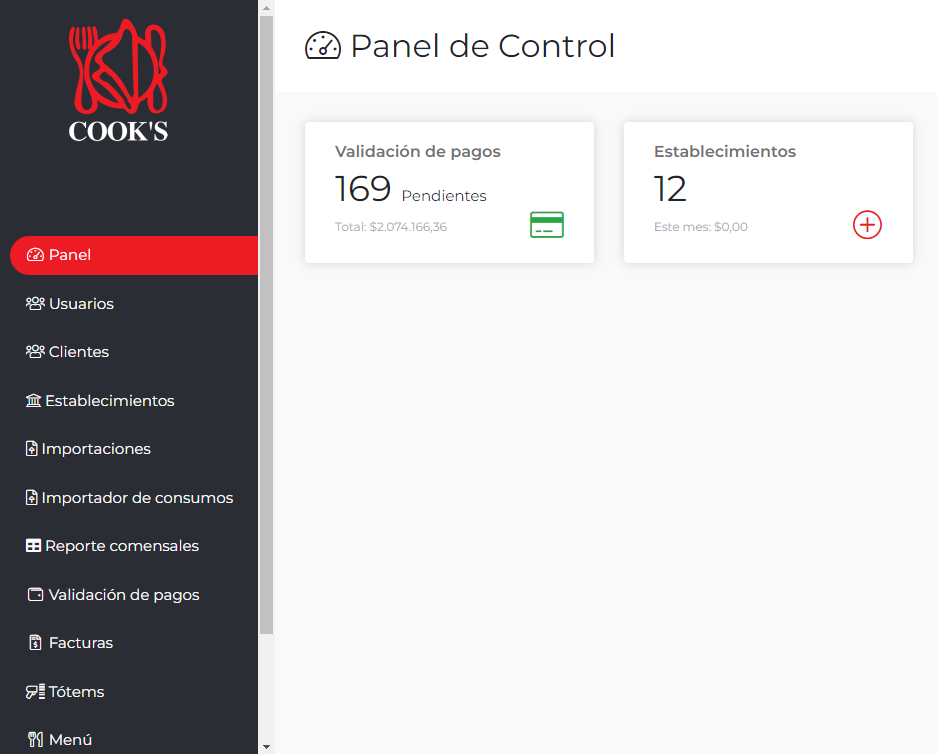 COOK'S
Panel
Usuarios
Clientes
Establecimientos
Importaciones
Importador de consumos
Reporte comensales
Validación de pagos
Facturas
Tótems
Menú
Panel de Control
Validación de pagos
169 Pendientes
Total: $2.074.166,36
Establecimientos
12
Este mes: $0,00